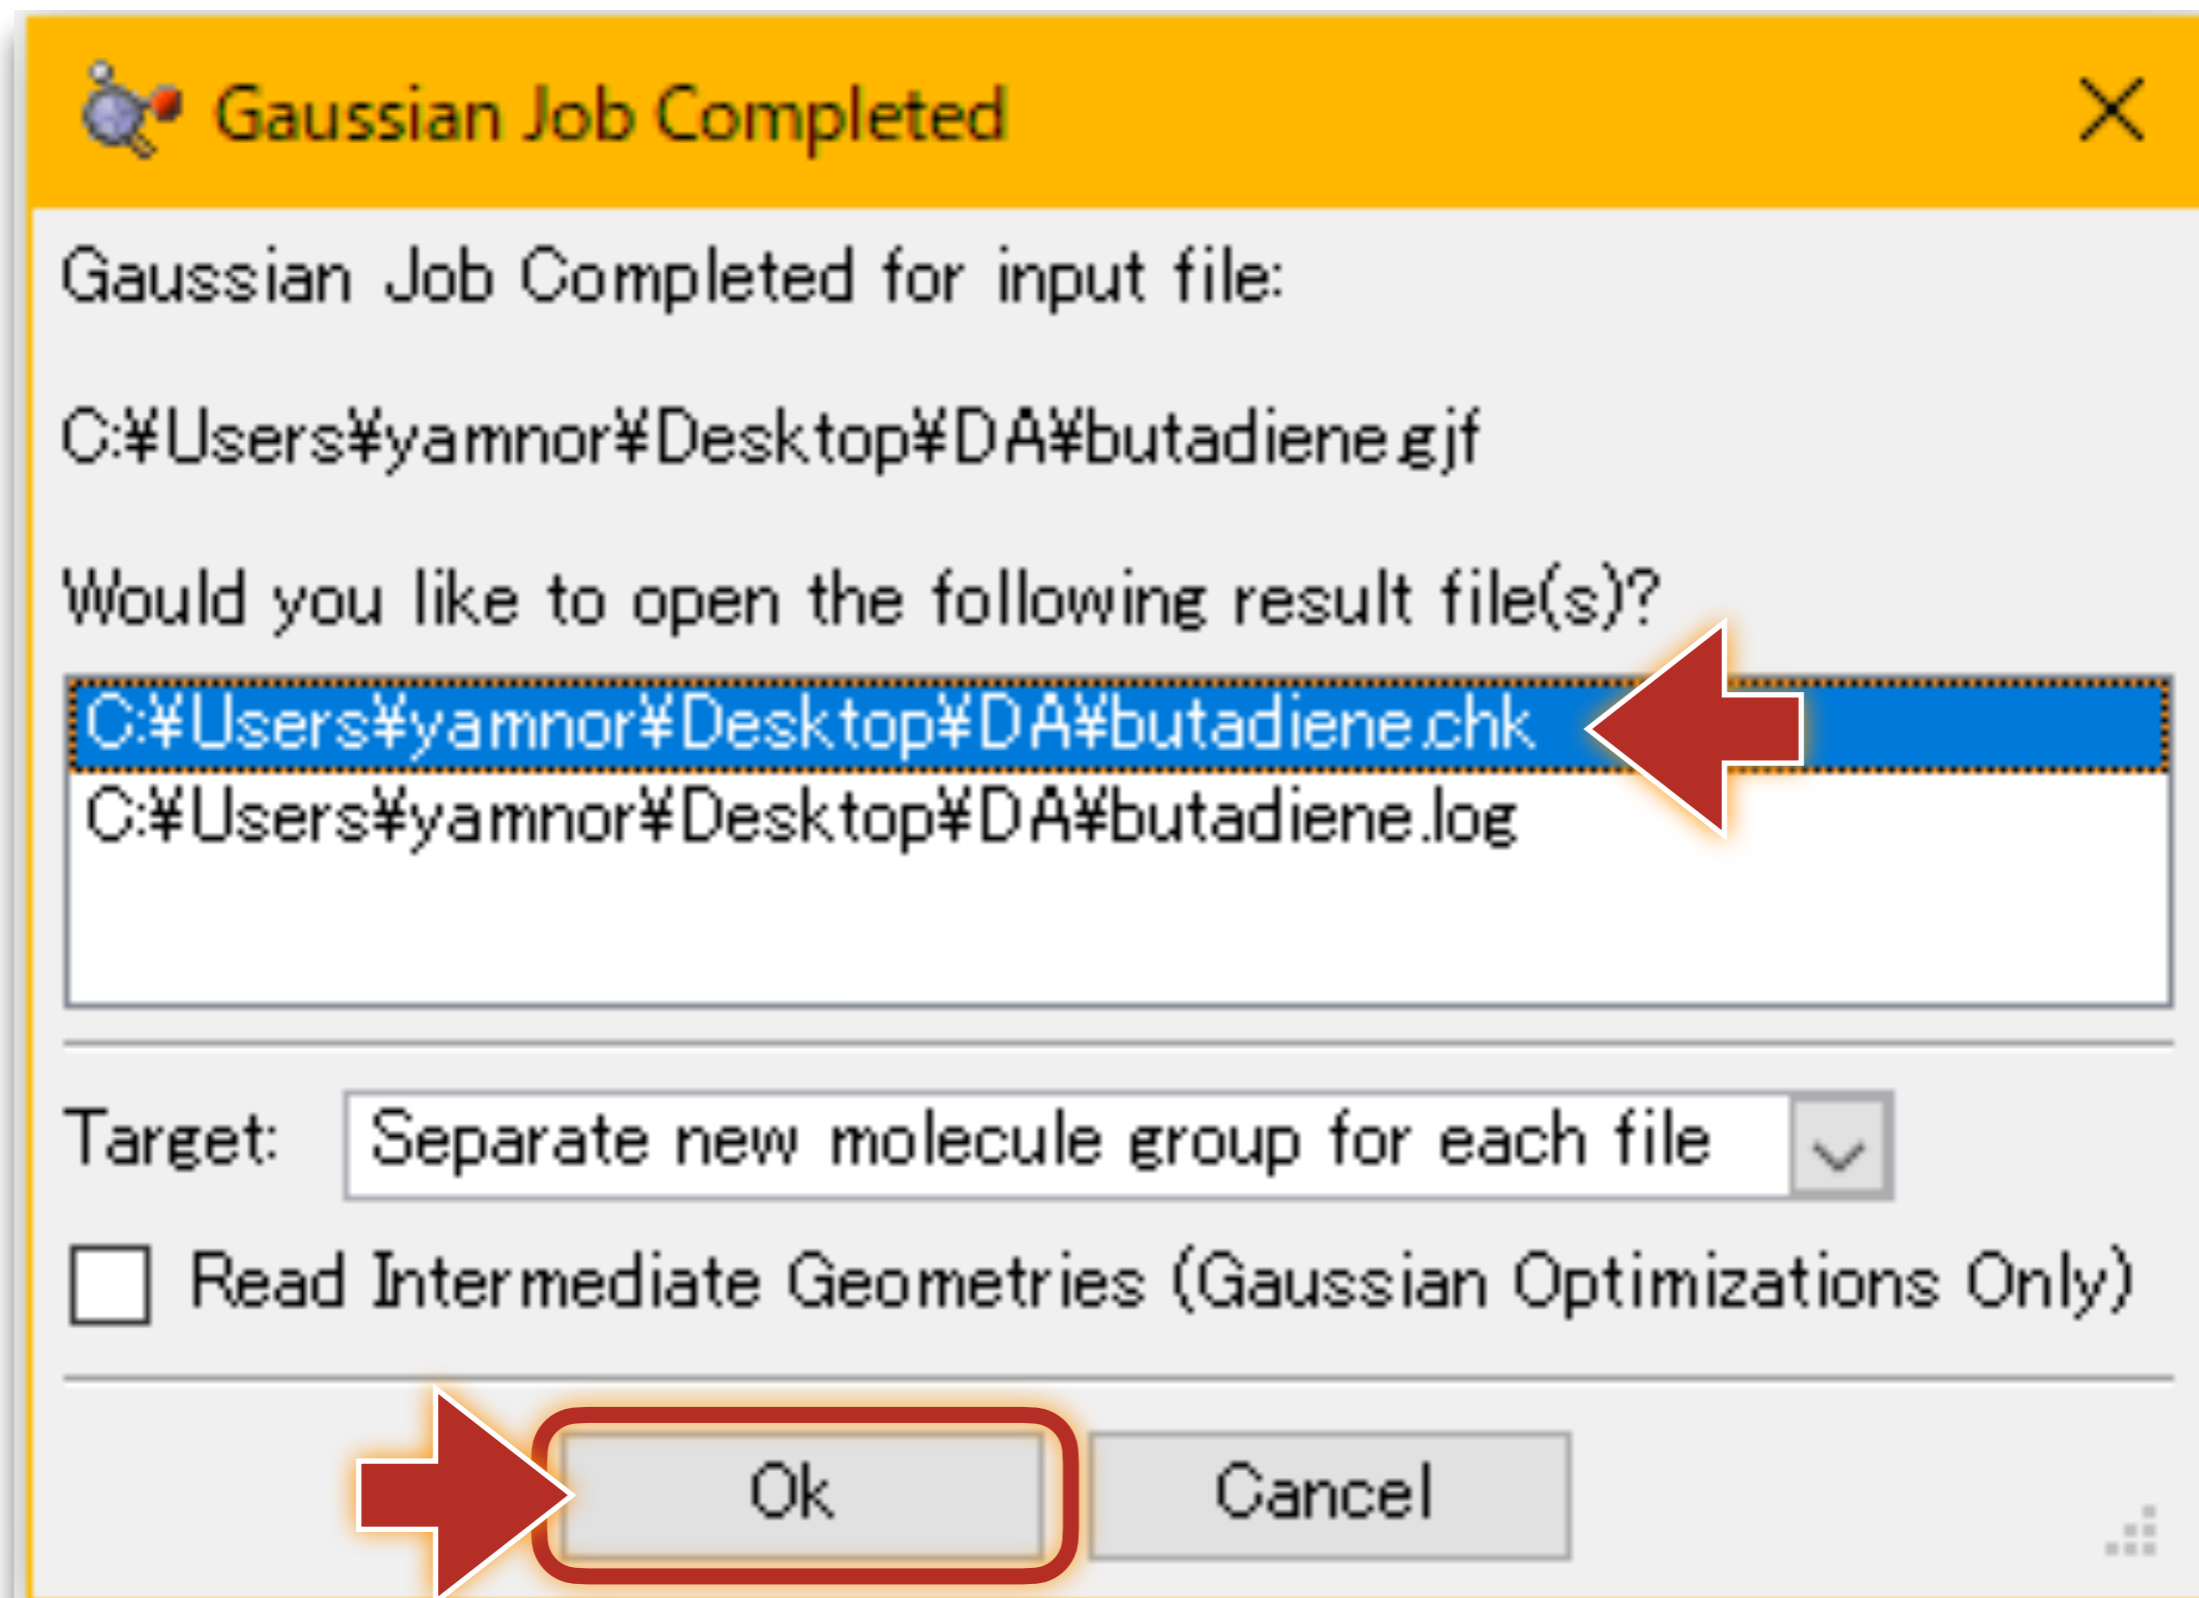 Gaussian Job Completed
Gaussian Job Completed for input file:
C:¥Users¥yamnor¥Desktop¥DA¥butadiene.gjf
Would you like to open the following result file(s)?
C:¥Users¥yamnor¥Desktop¥DA¥butadiene.chk
C:¥Users¥yamnor¥Desktop¥DA¥butadiene.log
Target: Separate new molecule group for each file
Read Intermediate Geometries (Gaussian Optimizations Only)
Ok Cancel